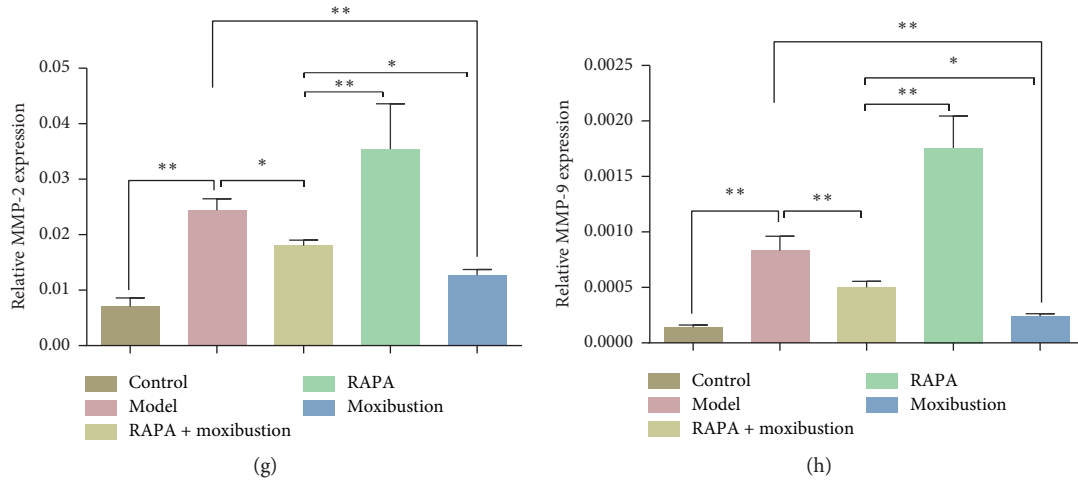 **
*
**
**
*
0.05
0.04
0.03
0.02
0.01
0.00
Relative MMP-2 expression
Control
Model
RAPA + moxibustion
RAPA
Moxibustion
(g)
**
*
**
**
**
0.0025
0.0020
0.0015
0.0010
0.0005
0.0000
Relative MMP-9 expression
Control
Model
RAPA + moxibustion
RAPA
Moxibustion
(h)